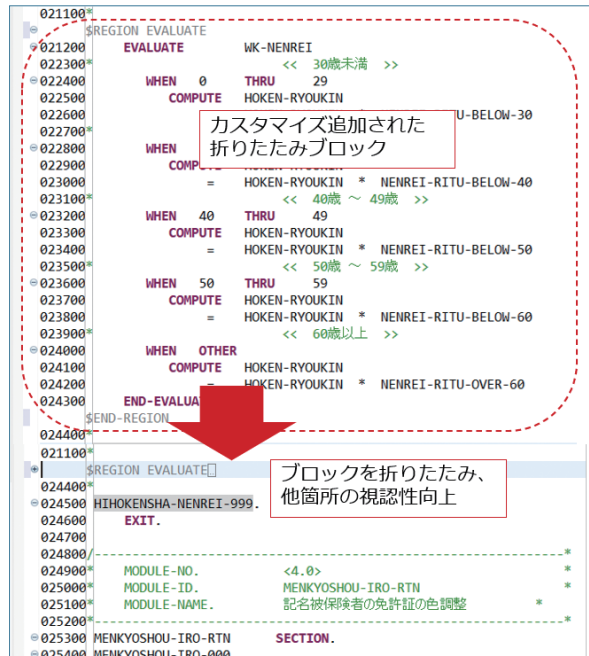 021100*
$REGION EVALUATE
021200 EVALUATE WK-NENREI
022300* << 30歳未満 >>
022400 WHEN 0 THRU 29
022500 COMPUTE HOKEN-RYOUKIN
022600 U-BELOW-30
022700*
カスタマイズ追加された
折りたたみブロック
022800 WHEN
022900 COMPUTE HOKEN-RYOUKIN
023000 = HOKEN-RYOUKIN * NENREI-RITU-BELOW-40
023100* << 40歳 ～ 49歳 >>
023200 WHEN 40 THRU 49
023300 COMPUTE HOKEN-RYOUKIN
023400 = HOKEN-RYOUKIN * NENREI-RITU-BELOW-50
023500* << 50歳 ～ 59歳 >>
023600 WHEN 50 THRU 59
023700 COMPUTE HOKEN-RYOUKIN
023800 = HOKEN-RYOUKIN * NENREI-RITU-BELOW-60
023900* << 60歳以上 >>
024000 WHEN OTHER
024100 COMPUTE HOKEN-RYOUKIN
024200 = HOKEN-RYOUKIN * NENREI-RITU-OVER-60
024300 END-EVALUA
$END-REGION
024400*
021100*
$REGION EVALUATE
ブロックを折りたたみ、
他箇所の視認性向上
024400*
024500 HIHOKENSHA-NENREI-999.
024600 EXIT.
024700
024800/---------------------------------------------------------------*
024900* MODULE-NO. <4.0> *
025000* MODULE-ID. MENKYOSHOU-IRO-RTN *
025100* MODULE-NAME. 記名被保険者の免許証の色調整 *
025200*---------------------------------------------------------------*
025300 MENKYOSHOU-IRO-RTN SECTION.
025400 MENKYOSHOU-IRO-000.